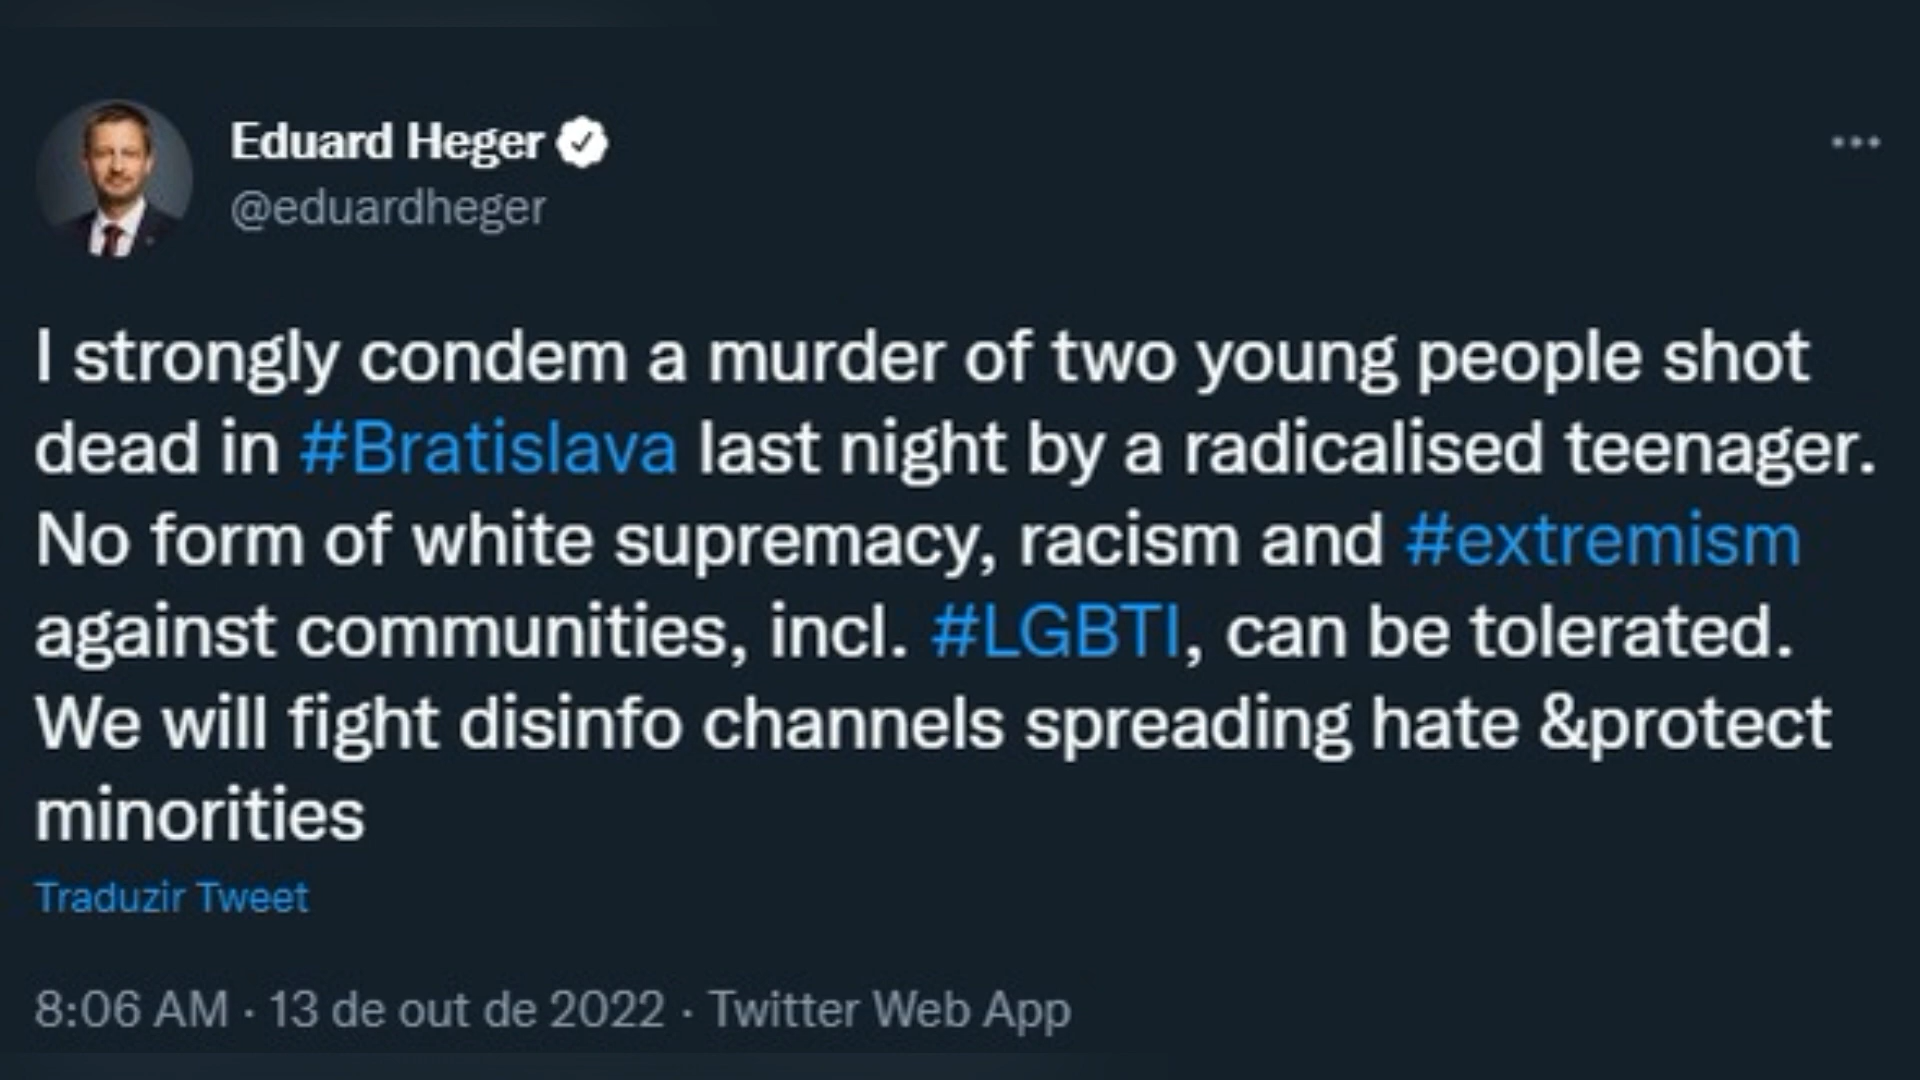 Eduard Heger
@eduardheger
I strongly condem a murder of two young people shot
dead in #Bratislava last night by a radicalised teenager.
No form of white supremacy, racism and #extremism
against communities, incl. #LGBTI, can be tolerated.
We will fight disinfo channels spreading hate &protect
minorities
Traduzir Tweet
8:06 AM · 13 de out de 2022 · Twitter Web App